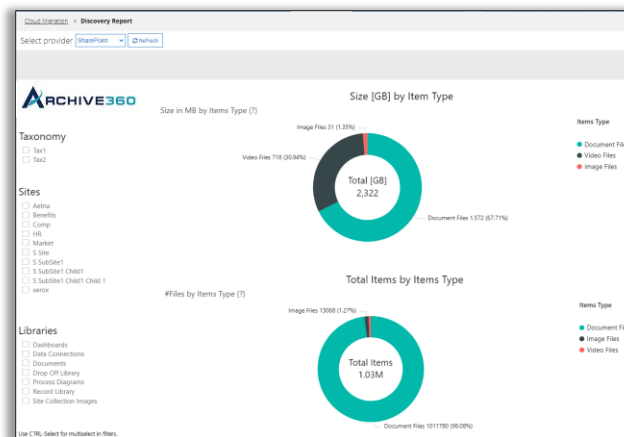 Cloud Migration > Discovery Report
Select provider SharePoint Refresh
ARCHIVE360
Size in MB by Items Type (?)
Size [GB] by Item Type
Image Files 31 (1.35%)
Video Files 718 (30.94%)
Total [GB]
2,322
Document Files 1,572 (67.71%)
Items Type
Document File
Video Files
Image Files
Taxonomy
Tax1
Tax2
Sites
Aetna
Benefits
Comp
HR
Market
S Site
S SubSite1
S SubSite1 Child1
S SubSite1 Child1 Child 1
xerox
#Files by Items Type (?)
Total Items by Items Type
Image Files 13068 (1.27%)
Total Items
1.03M
Document Files 1011780 (98.08%)
Items Type
Document File
Image Files
Video Files
Libraries
Dashboards
Data Connections
Documents
Drop Off Library
Process Diagrams
Record Library
Site Collection Images
Use CTRL-Select for multiselect in filters.